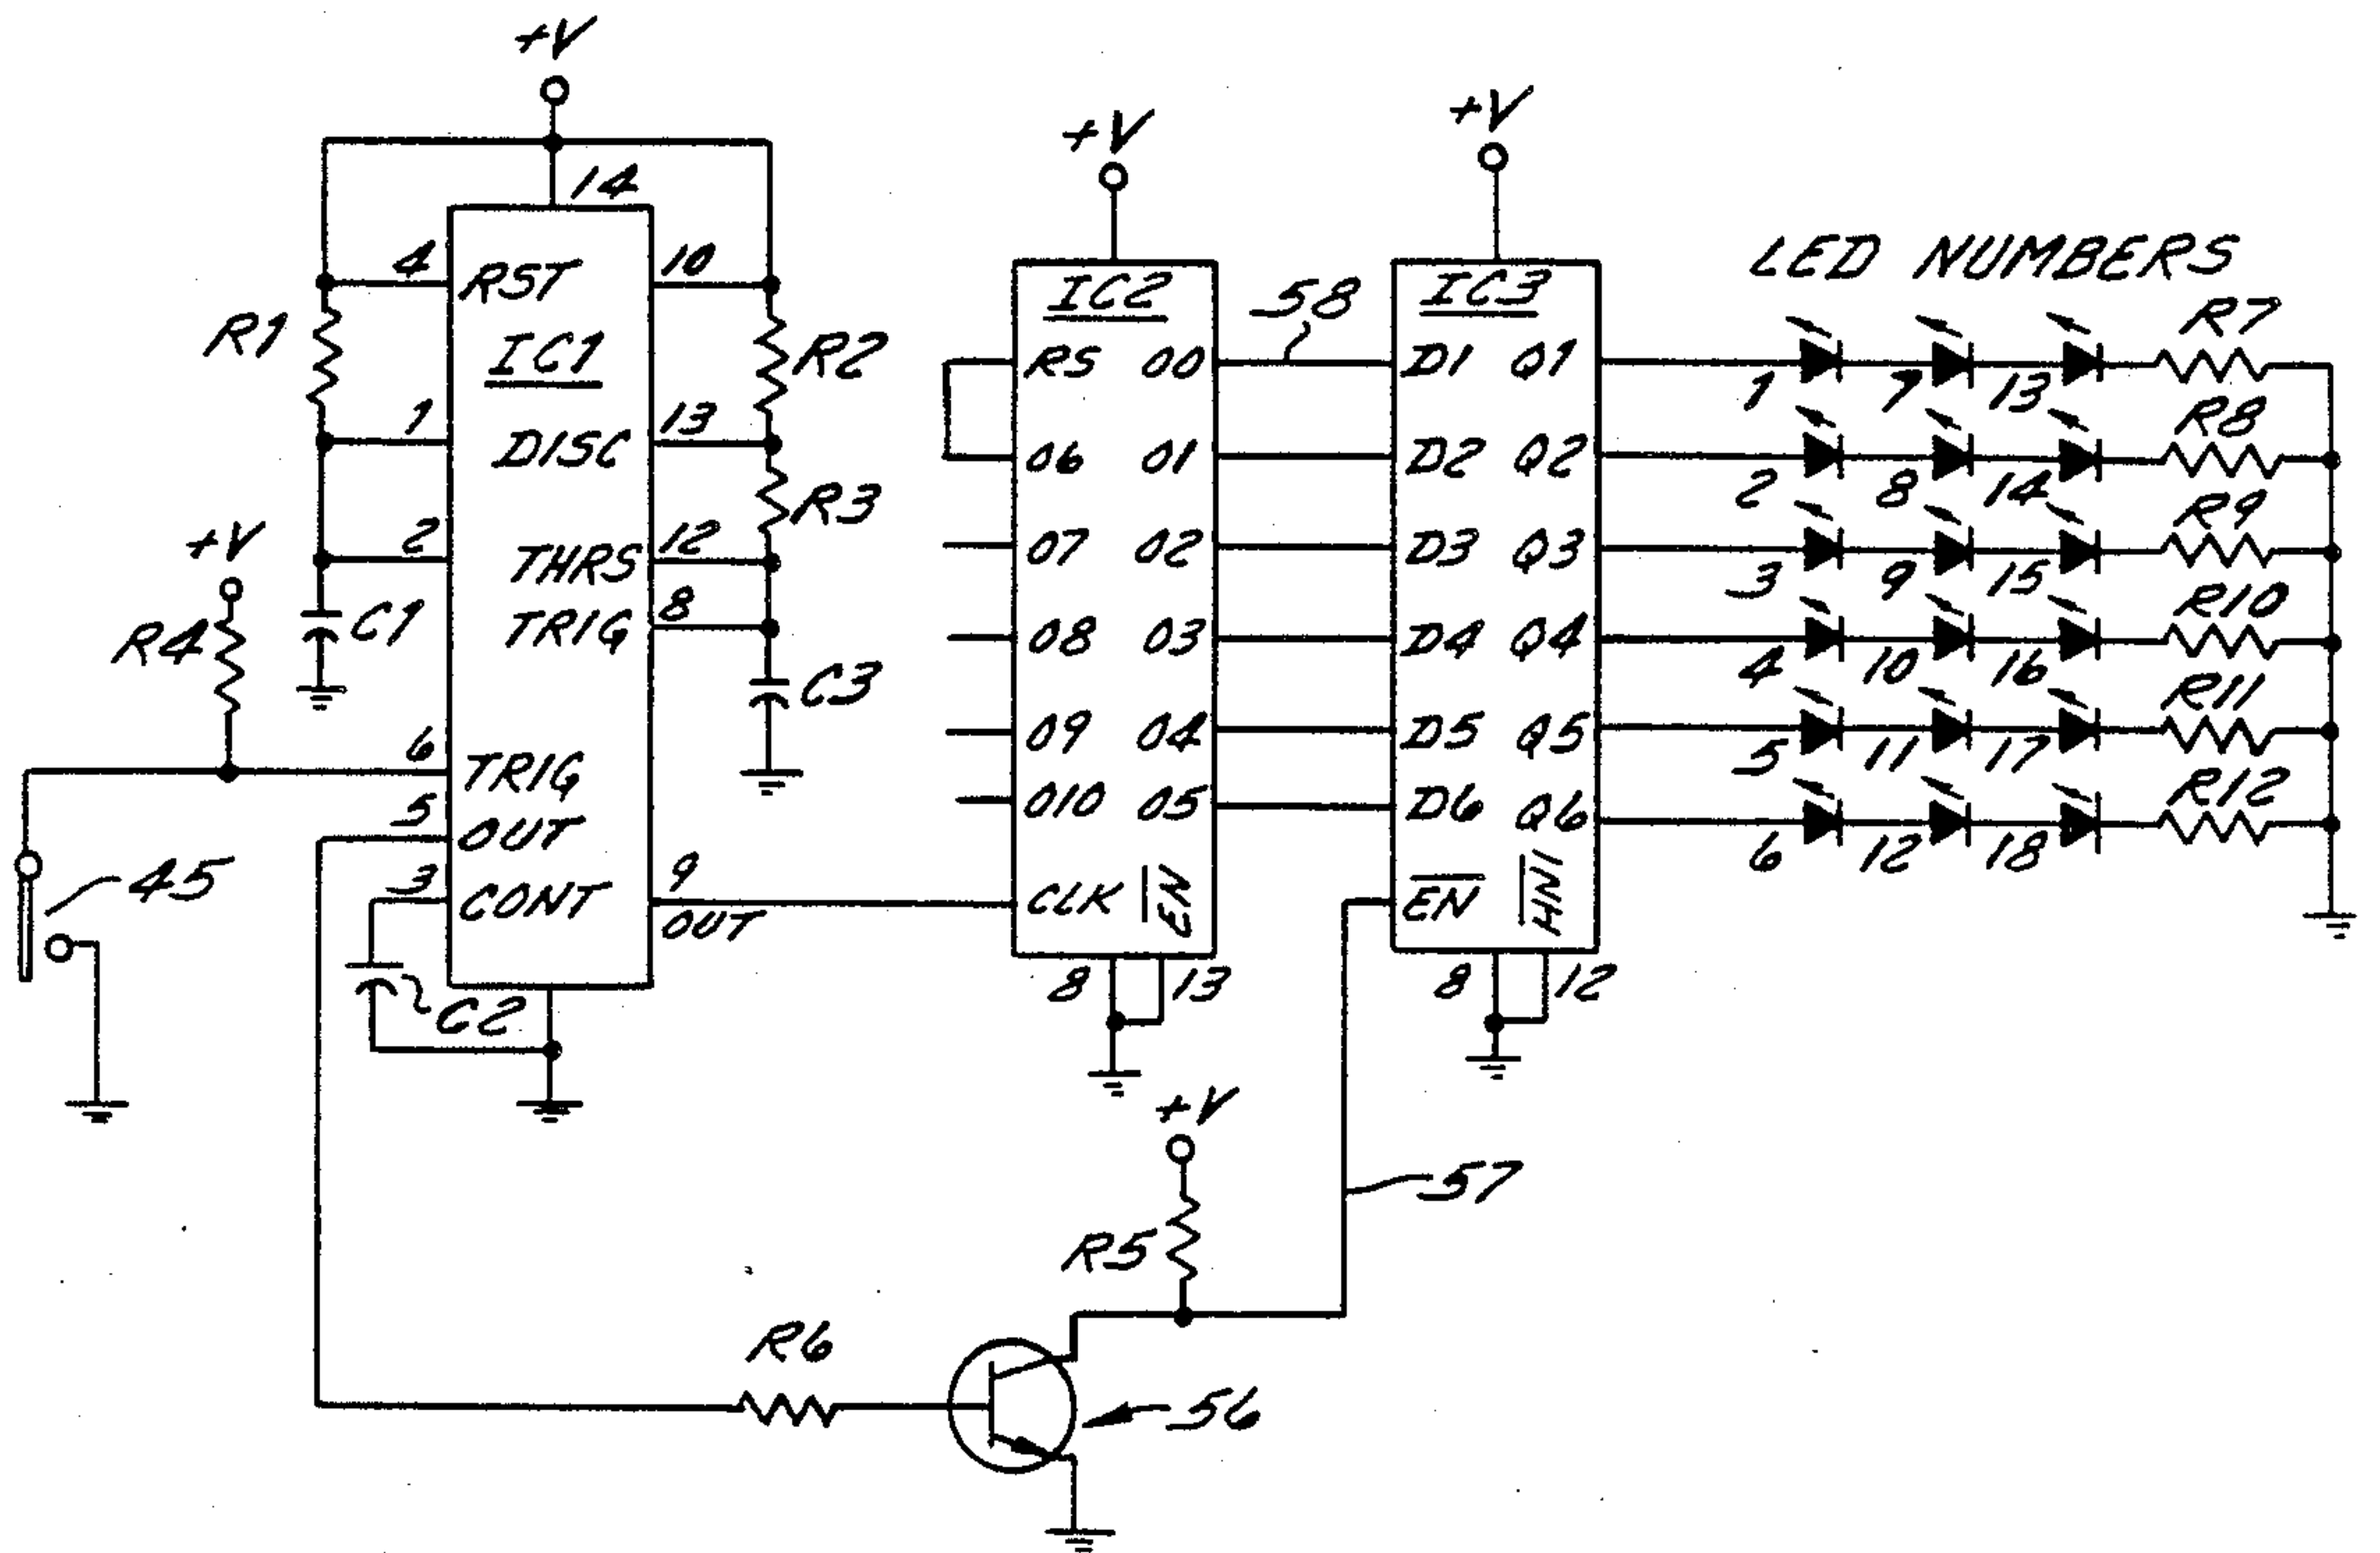 +V
+V
+V
14
LED NUMBERS
4
RST
10
IC2
58
IC3
R7
R1
IC1
R2
RS
00
D1
Q1
1
7
13
1
DISC
13
06
01
D2
Q2
R8
2
8
14
+V
2
R3
07
02
D3
Q3
R9
THRS
12
3
9
15
R4
C1
TRIG
8
08
03
D4
Q4
R10
4
10
16
C3
6
TRIG
09
04
D5
Q5
R11
5
11
17
5
OUT
010
05
D6
Q6
R12
6
12
18
45
3
CONT
9
OUT
CLK
EN
EN
HNI
C2
8
13
8
12
+V
57
R5
R6
56